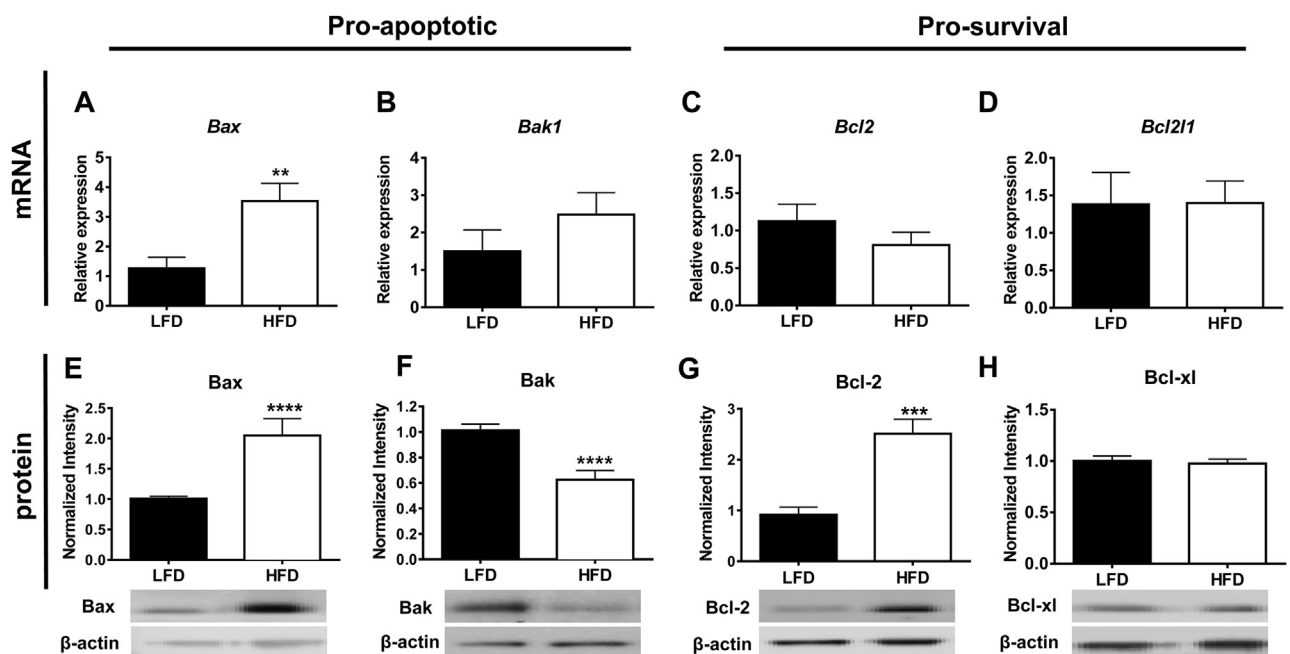 Pro-apoptotic
Pro-survival
mRNA
A
Bax
Relative expression
5
4
3
2
1
0
**
LFD
HFD
B
Bak1
Relative expression
4
3
2
1
0
LFD
HFD
C
Bcl2
Relative expression
2.0
1.5
1.0
0.5
0.0
LFD
HFD
D
Bcl2l1
Relative expression
2.0
1.5
1.0
0.5
0.0
LFD
HFD
protein
E
Bax
Normalized Intensity
2.5
2.0
1.5
1.0
0.5
0.0
****
LFD
HFD
Bax
β-actin
F
Bak
Normalized Intensity
1.2
1.0
0.8
0.6
0.4
0.2
0.0
****
LFD
HFD
Bak
β-actin
G
Bcl-2
Normalized Intensity
3
2
1
0
***
LFD
HFD
Bcl-2
β-actin
H
Bcl-xl
Normalized Intensity
1.5
1.0
0.5
0.0
LFD
HFD
Bcl-xl
β-actin